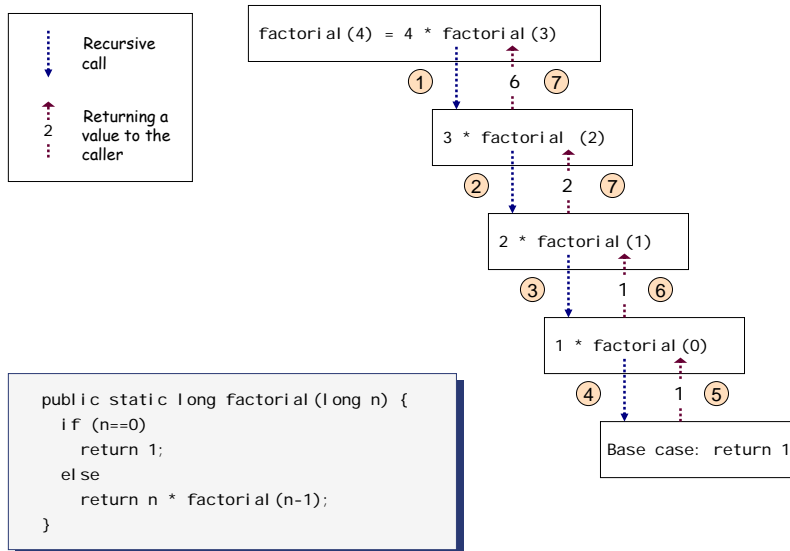 Recursive
call
2
Returning a
value to the
caller
factorial(4) = 4 * factorial(3)
1
6
7
3 * factorial (2)
2
2
7
2 * factorial(1)
3
1
6
1 * factorial(0)
4
1
5
Base case: return 1
public static long factorial(long n) {
if (n==0)
return 1;
else
return n * factorial(n-1);
}